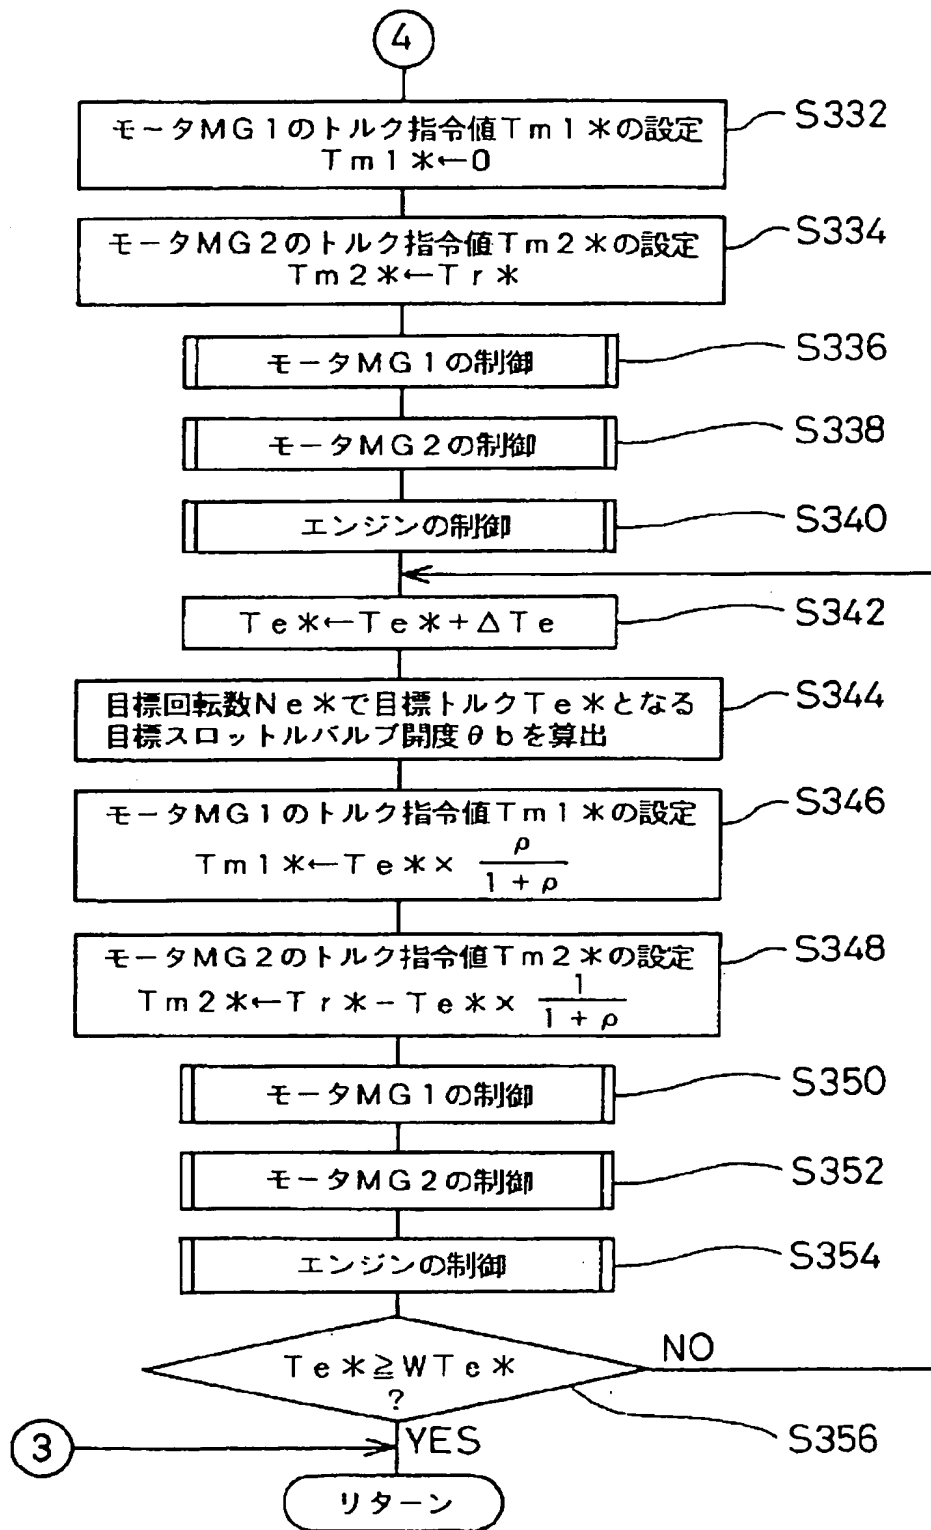 4
モータMG1のトルク指令値Tm1*の設定
Tm1*←0
S332
モータMG2のトルク指令値Tm2*の設定
Tm2*←Tr*
S334
モータMG1の制御
S336
モータMG2の制御
S338
エンジンの制御
S340
Te*←Te*+△Te
S342
目標回転数Ne*で目標トルクTe*となる
目標スロットルバルブ開度θbを算出
S344
モータMG1のトルク指令値Tm1*の設定
Tm1*←Te*× ρ/1+ρ
S346
モータMG2のトルク指令値Tm2*の設定
Tm2*←Tr*-Te*× 1/1+ρ
S348
モータMG1の制御
S350
モータMG2の制御
S352
エンジンの制御
S354
Te*≧WTe*
?
NO
S356
3
YES
リターン